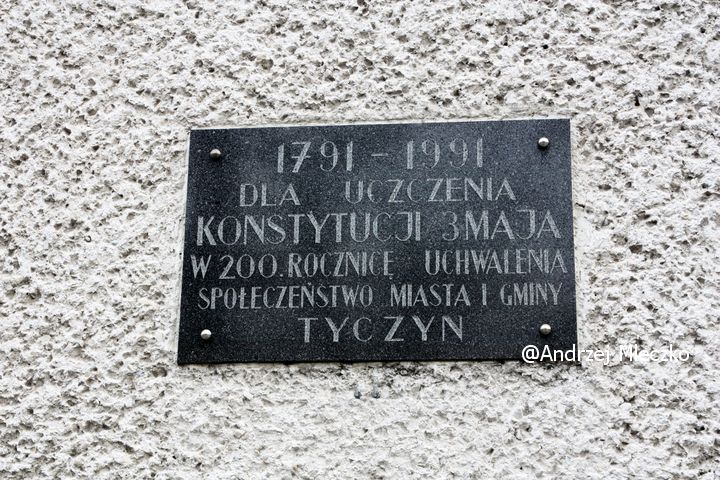 1791 - 1991
DLA UCZCZENIA
KONSTYTUCJI 3 MAJA
W 200. ROCZNICĘ UCHWALENIA
SPOŁECZEŃSTWO MIASTA I GMINY
TYCZYN
@Andrzej Mleczko